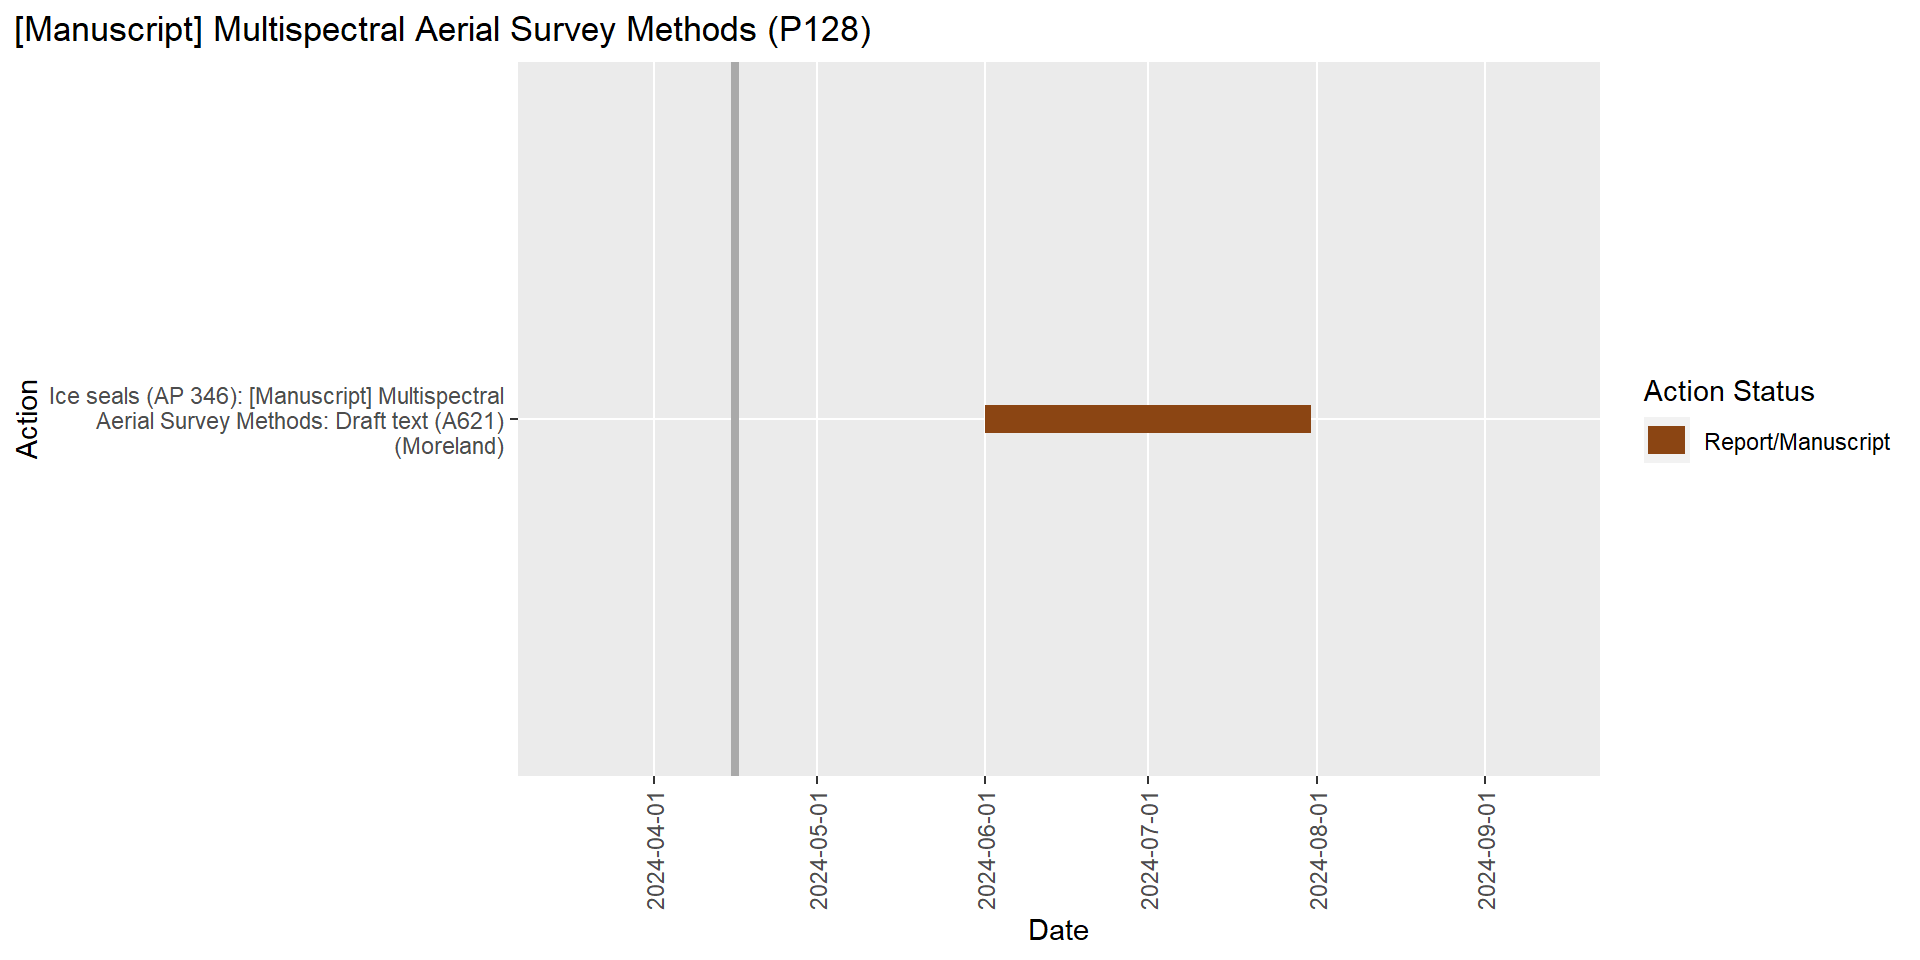 [Manuscript] Multispectral Aerial Survey Methods (P128)
Action
Ice seals (AP 346): [Manuscript] Multispectral
Aerial Survey Methods: Draft text (A621)
(Moreland)
Action Status
Report/Manuscript
2024-04-01
2024-05-01
2024-06-01
2024-07-01
2024-08-01
2024-09-01
Date